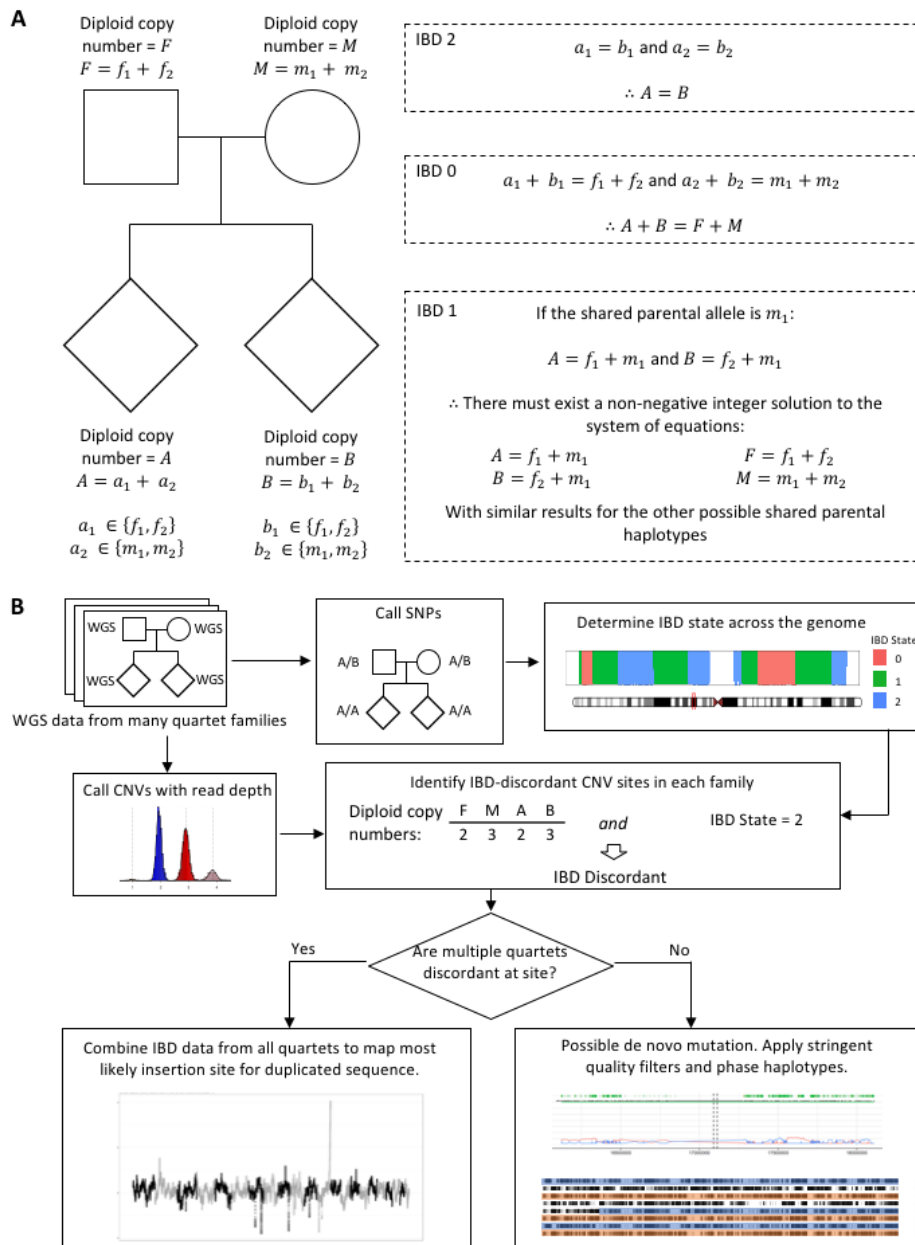 A
Diploid copy
number = F
F = f₁ + f₂
Diploid copy
number = M
M = m₁ + m₂
IBD 2
a₁ = b₁ and a₂ = b₂
∴ A = B
IBD 0
a₁ + b₁ = f₁ + f₂ and a₂ + b₂ = m₁ + m₂
∴ A + B = F + M
IBD 1
If the shared parental allele is m₁:
A = f₁ + m₁ and B = f₂ + m₁
∴ There must exist a non-negative integer solution to the
system of equations:
A = f₁ + m₁ F = f₁ + f₂
B = f₂ + m₁ M = m₁ + m₂
With similar results for the other possible shared parental
haplotypes
Diploid copy
number = A
A = a₁ + a₂
a₁ ∈ {f₁, f₂}
a₂ ∈ {m₁, m₂}
Diploid copy
number = B
B = b₁ + b₂
b₁ ∈ {f₁, f₂}
b₂ ∈ {m₁, m₂}
B
WGS WGS
WGS WGS
WGS data from many quartet families
Call SNPs
A/B A/B
A/A A/A
Determine IBD state across the genome
IBD State
0
1
2
Call CNVs with read depth
1 2 3 4
Identify IBD-discordant CNV sites in each family
Diploid copy
numbers:
F M A B
2 3 2 3
and
IBD State = 2
IBD Discordant
Are multiple quartets
discordant at site?
Yes
No
Combine IBD data from all quartets to map most
likely insertion site for duplicated sequence.
Possible de novo mutation. Apply stringent
quality filters and phase haplotypes.